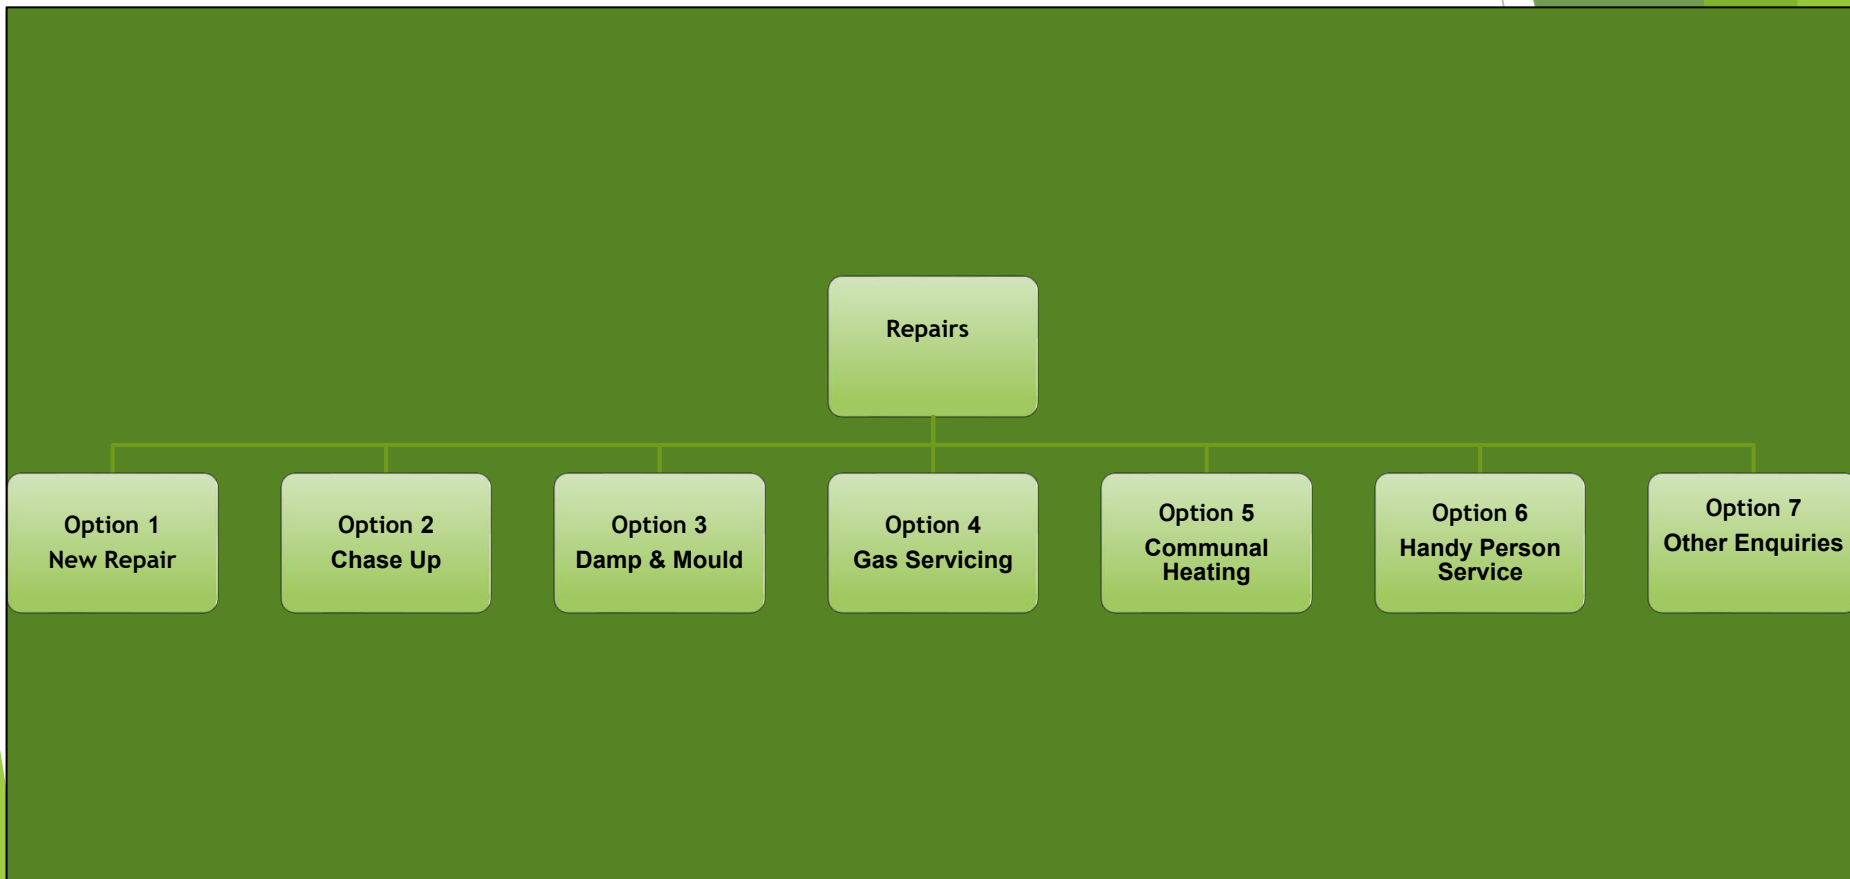 Repairs
Option 1
New Repair
Option 2
Chase Up
Option 3
Damp & Mould
Option 4
Gas Servicing
Option 5
Communal
Heating
Option 6
Handy Person
Service
Option 7
Other Enquiries